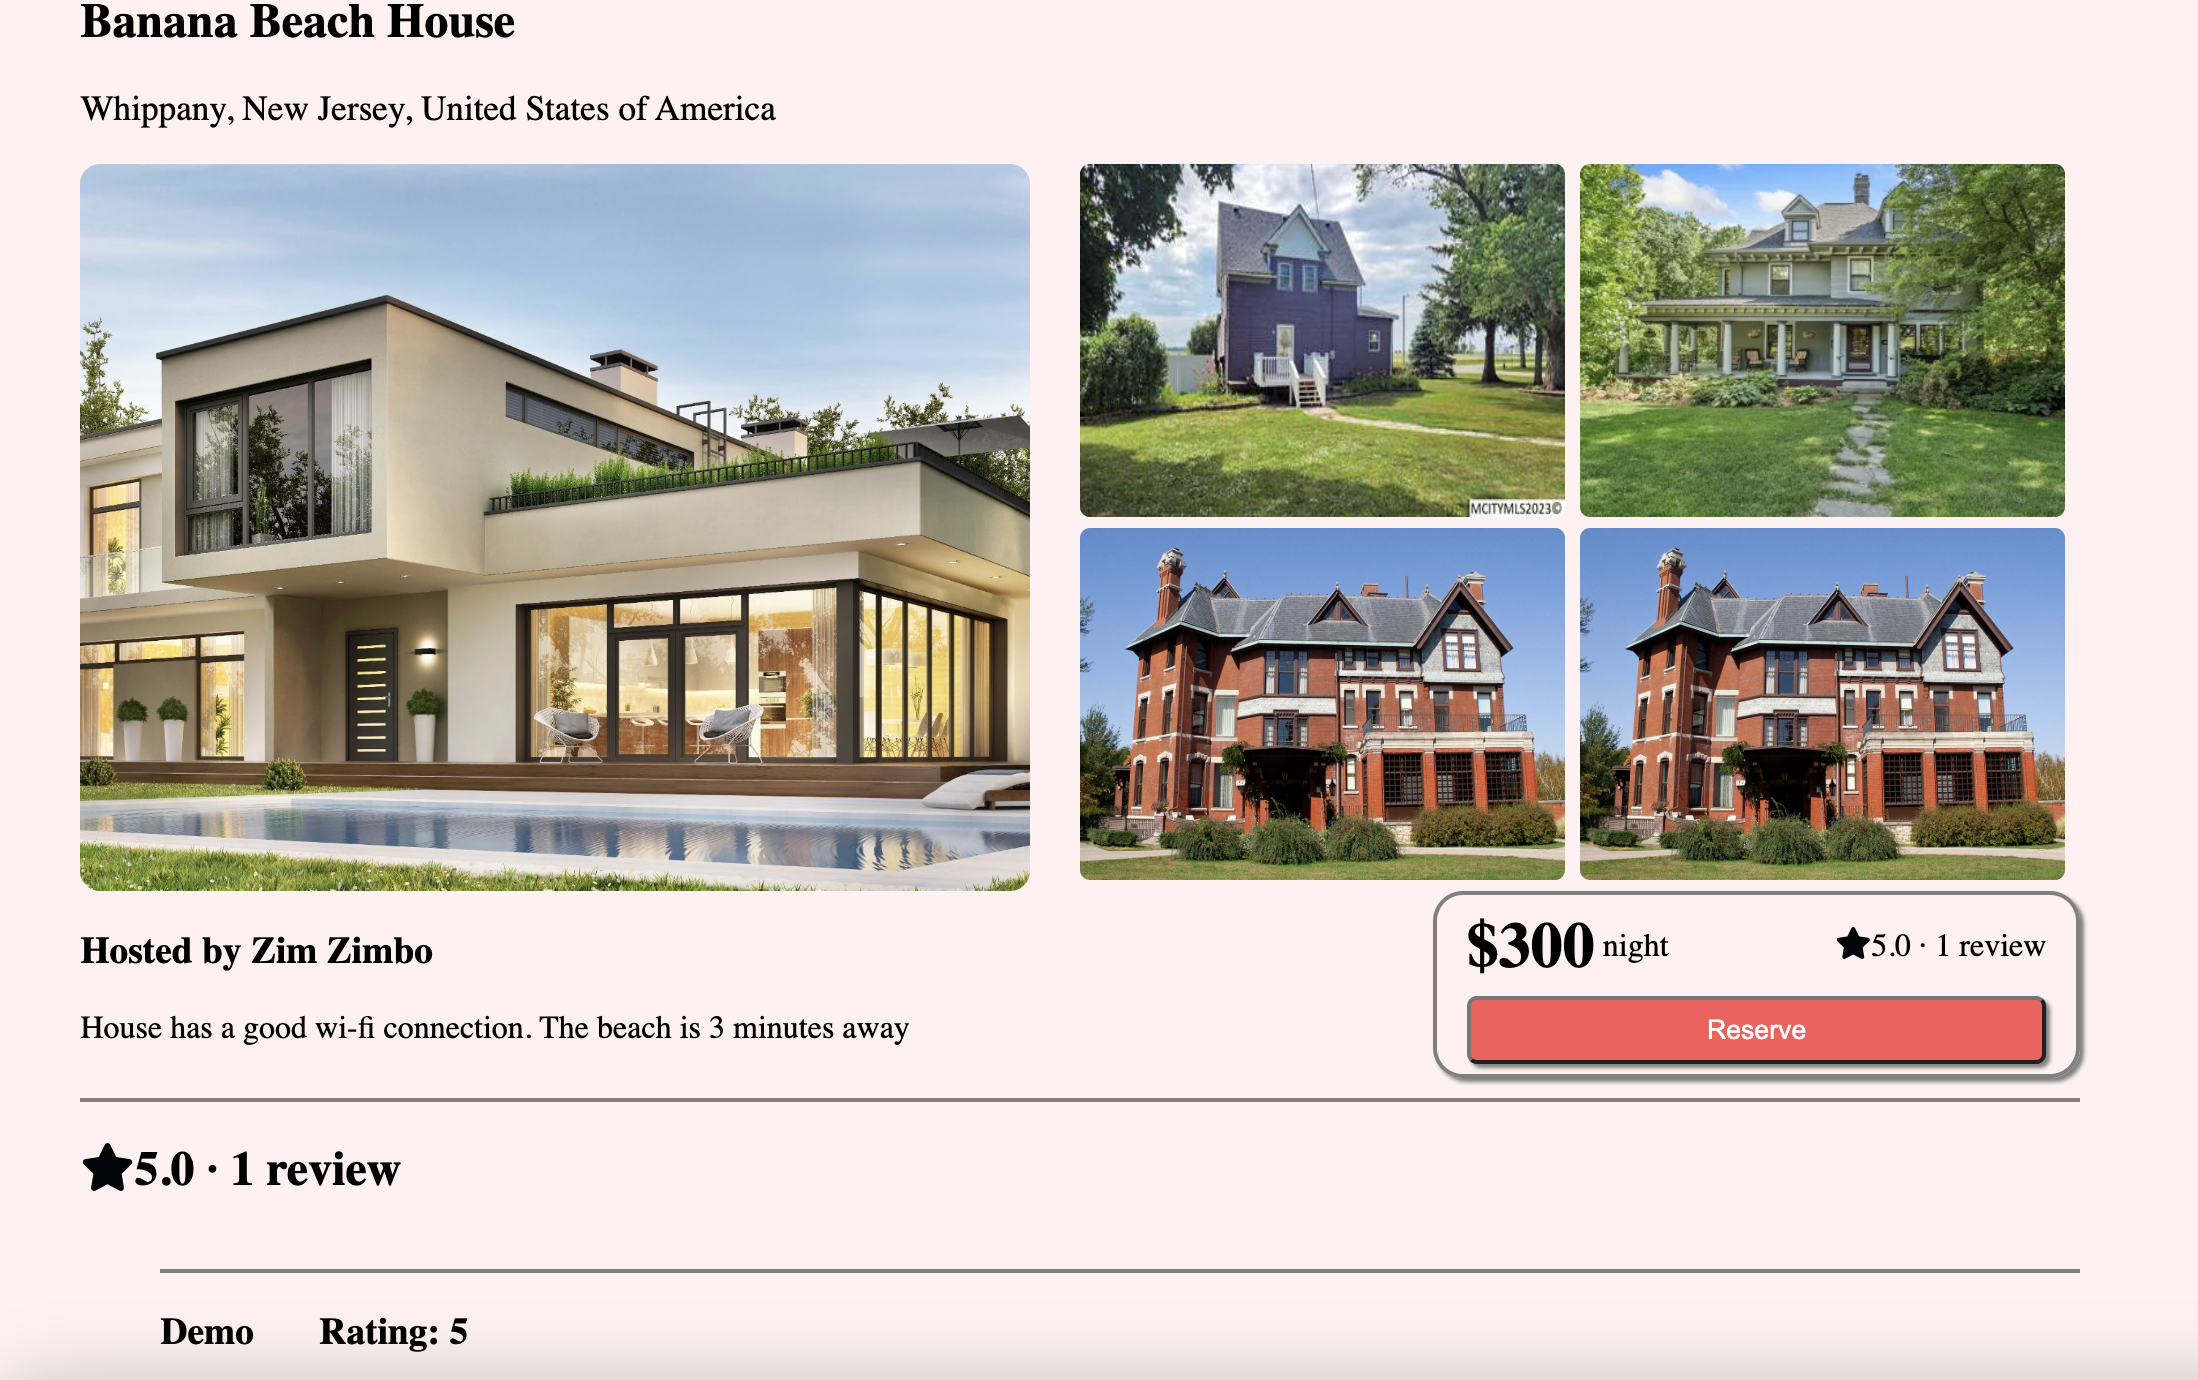 Banana Beach House
Whippany, New Jersey, United States of America
MCITYMLS2023©
Hosted by Zim Zimbo
House has a good wi-fi connection. The beach is 3 minutes away
$300 night
5.0 · 1 review
Reserve
5.0 · 1 review
Demo Rating: 5